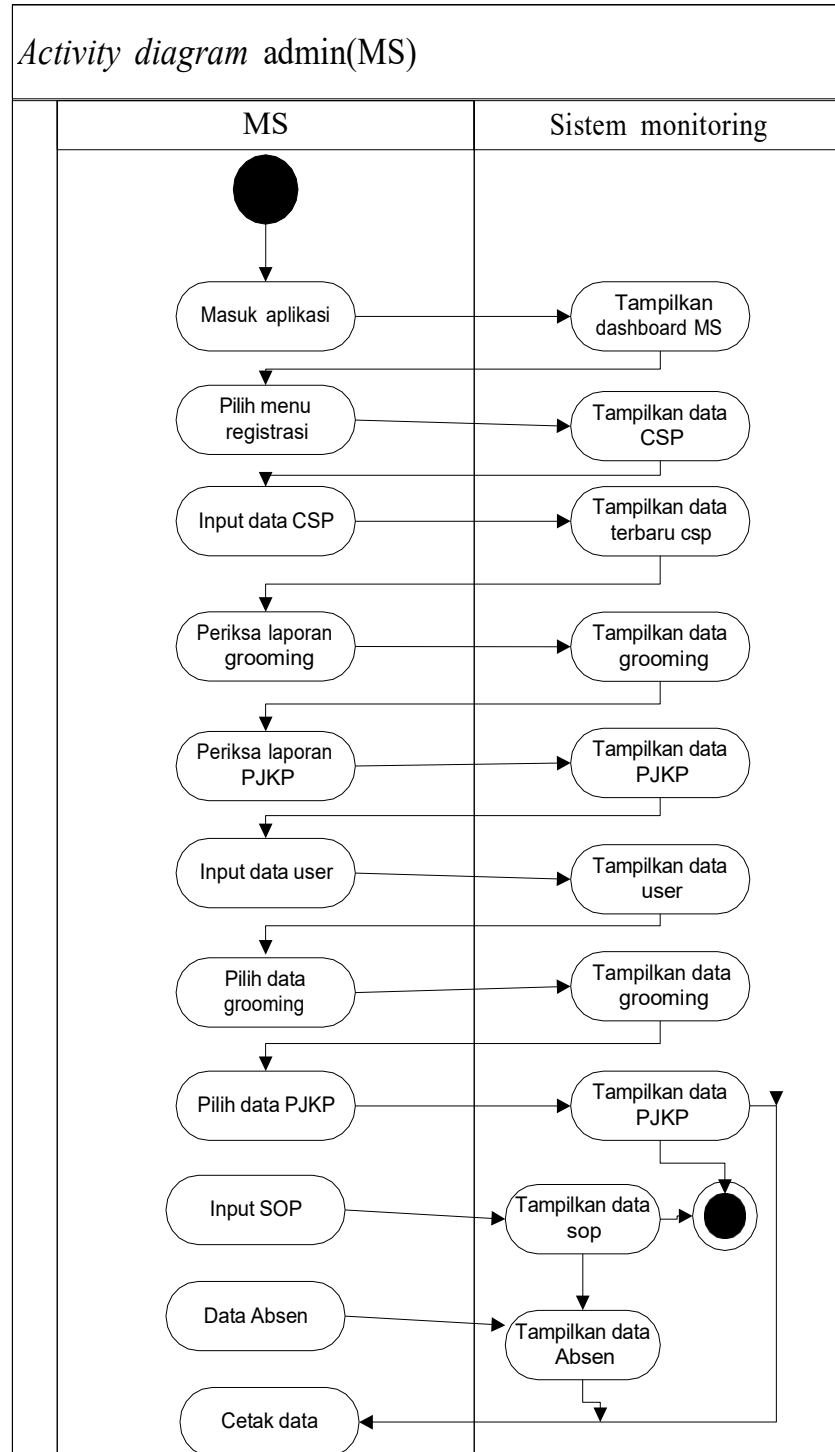 Activity diagram admin(MS)
MS
Sistem monitoring
Masuk aplikasi
Tampilkan
dashboard MS
Pilih menu
registrasi
Tampilkan data
CSP
Input data CSP
Tampilkan data
terbaru csp
Periksa laporan
grooming
Tampilkan data
grooming
Periksa laporan
PJKP
Tampilkan data
PJKP
Input data user
Tampilkan data
user
Pilih data
grooming
Tampilkan data
grooming
Pilih data PJKP
Tampilkan data
PJKP
Input SOP
Tampilkan data
sop
Data Absen
Tampilkan data
Absen
Cetak data